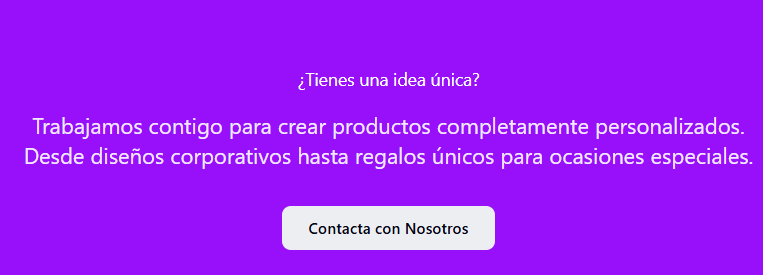 ¿Tienes una idea única?
Trabajamos contigo para crear productos completamente personalizados.
Desde diseños corporativos hasta regalos únicos para ocasiones especiales.
Contacta con Nosotros